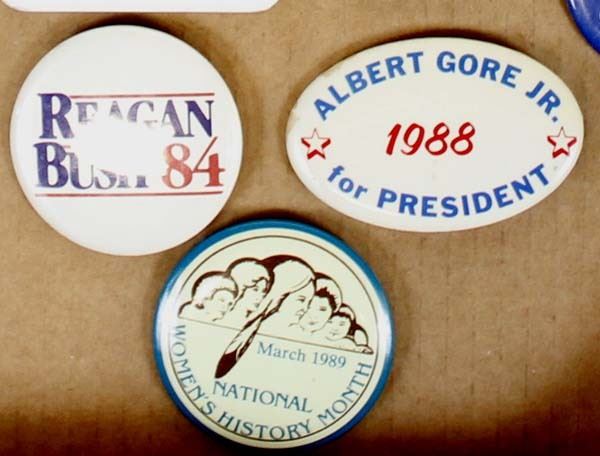 REAGAN
BUSH '84
ALBERT GORE JR.
1988
for PRESIDENT
March 1989
NATIONAL
WOMEN'S HISTORY MONTH